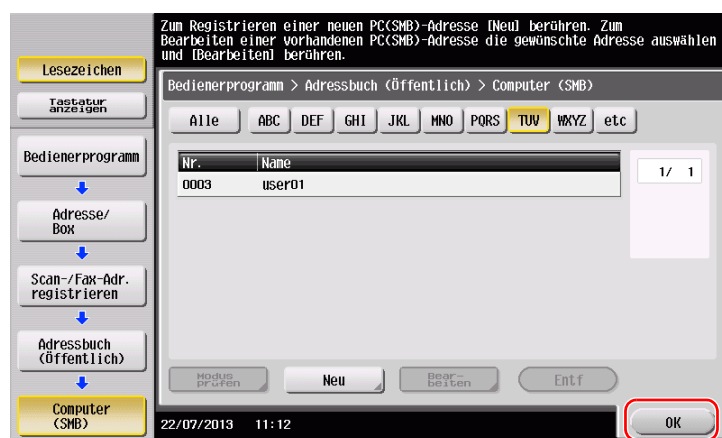 Zum Registrieren einer neuen PC(SMB)-Adresse [Neu] berühren. Zum
Bearbeiten einer vorhandenen PC(SMB)-Adresse die gewünschte Adresse auswählen
und [Bearbeiten] berühren.
Lesezeichen
Tastatur
anzeigen
Bedienerprogramm
Adresse/
Box
Scan-/Fax-Adr.
registrieren
Adressbuch
(Öffentlich)
Computer
(SMB)
Bedienerprogramm > Adressbuch (Öffentlich) > Computer (SMB)
Alle ABC DEF GHI JKL MNO PQRS TUV WXYZ etc
Nr. Name
0003 user01
1/ 1
Modus
prüfen
Neu
Bear-
beiten
Entf
22/07/2013 11:12
OK